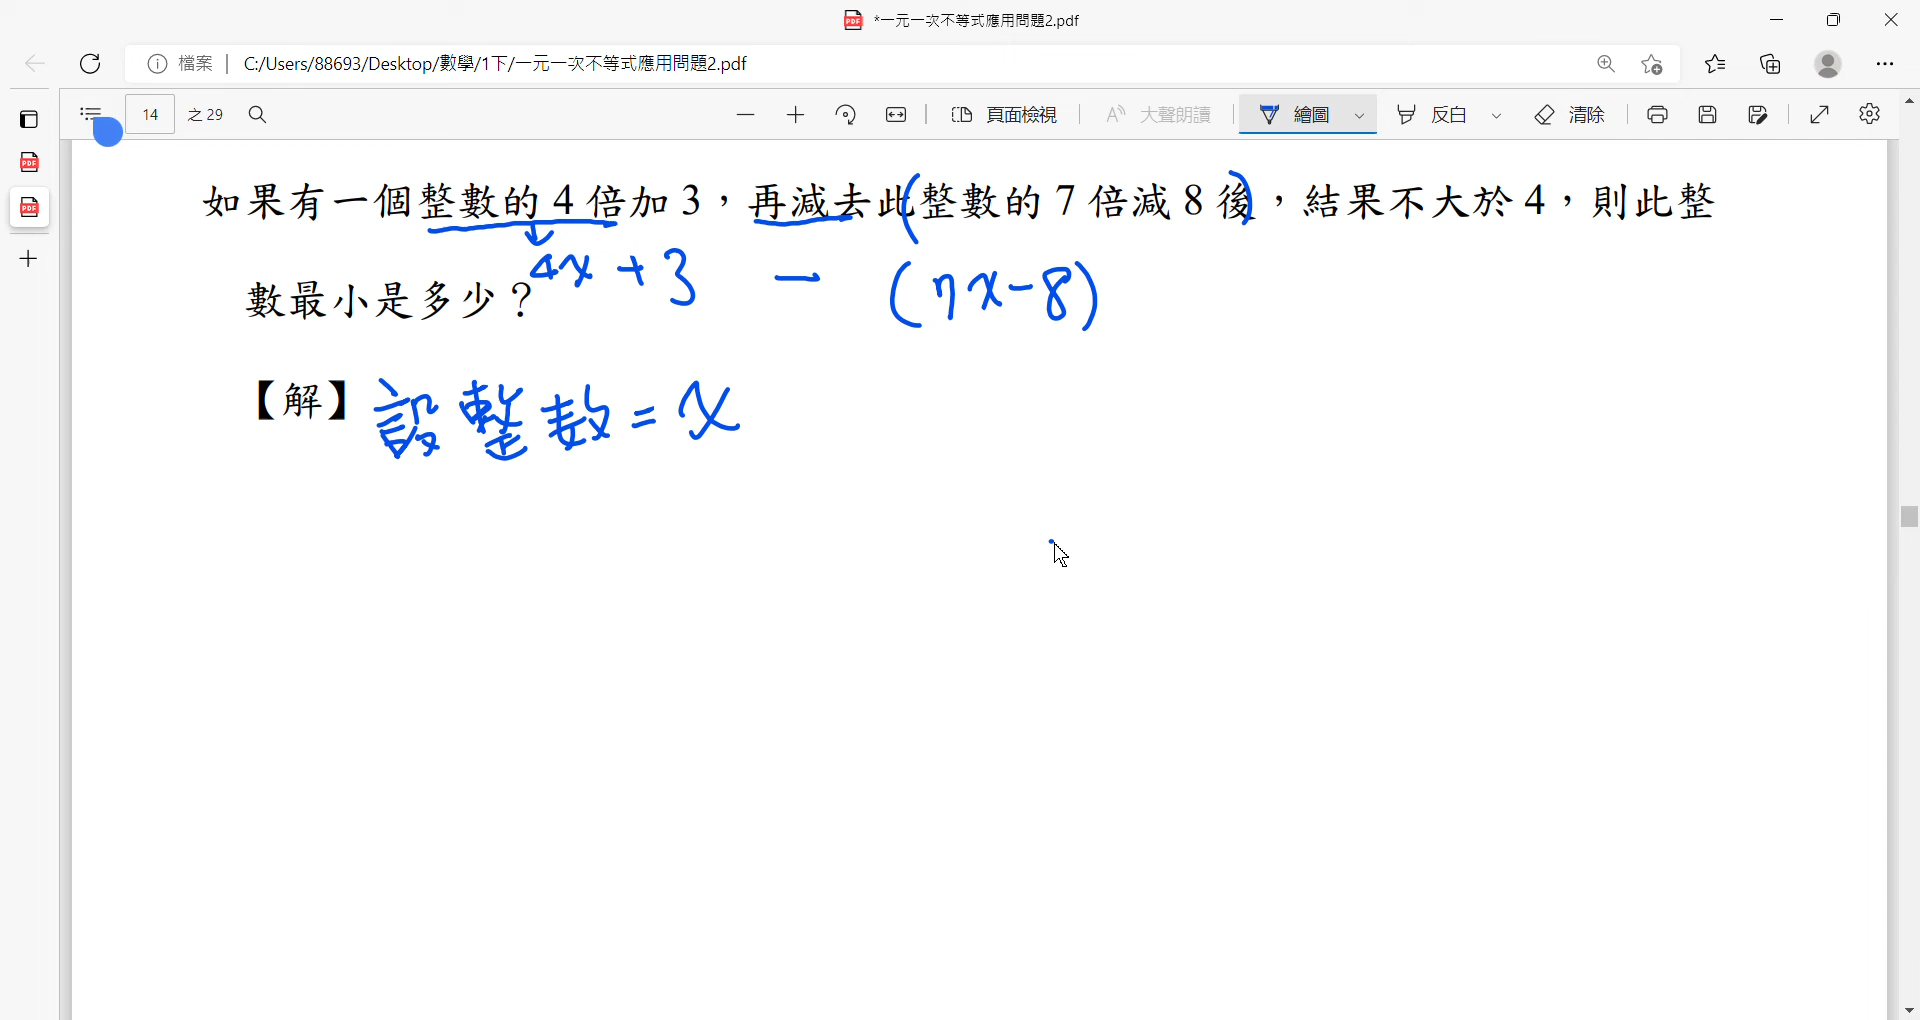 *一元一次不等式應用問題2.pdf
檔案 C:/Users/88693/Desktop/數學/1下/一元一次不等式應用問題2.pdf
14 之 29 頁面檢視 大聲朗讀 繪圖 反白 清除
如果有一個整數的 4 倍加 3，再減去此整數的 7 倍減 8 後，結果不大於 4，則此整
4x + 3 - (7x-8)
數最小是多少？
【解】 設整数 = x